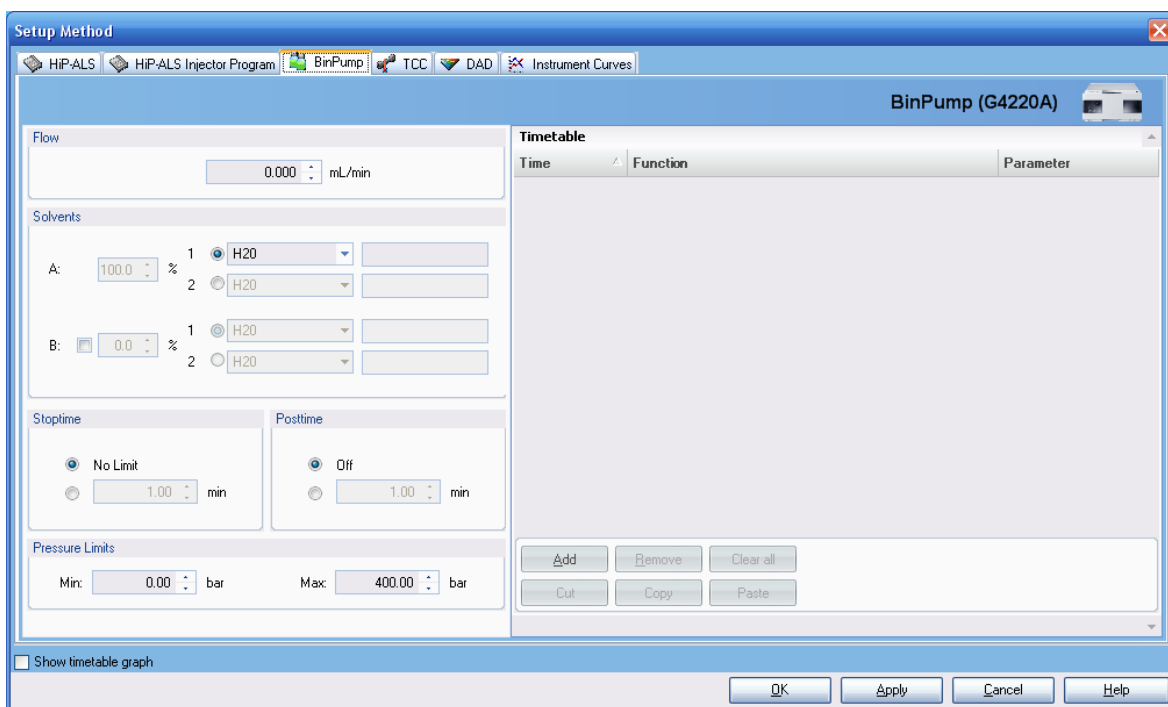 Setup Method
HiP-ALS HiP-ALS Injector Program BinPump TCC DAD Instrument Curves
BinPump (G4220A)
Flow
0.000 mL/min
Solvents
A: 100.0 %
1 H20
2 H20
B: 0.0 %
1 H20
2 H20
Stoptime
No Limit
1.00 min
Posttime
Off
1.00 min
Pressure Limits
Min: 0.00 bar Max: 400.00 bar
Timetable
Time Function Parameter
Add Remove Clear all
Cut Copy Paste
Show timetable graph
OK Apply Cancel Help